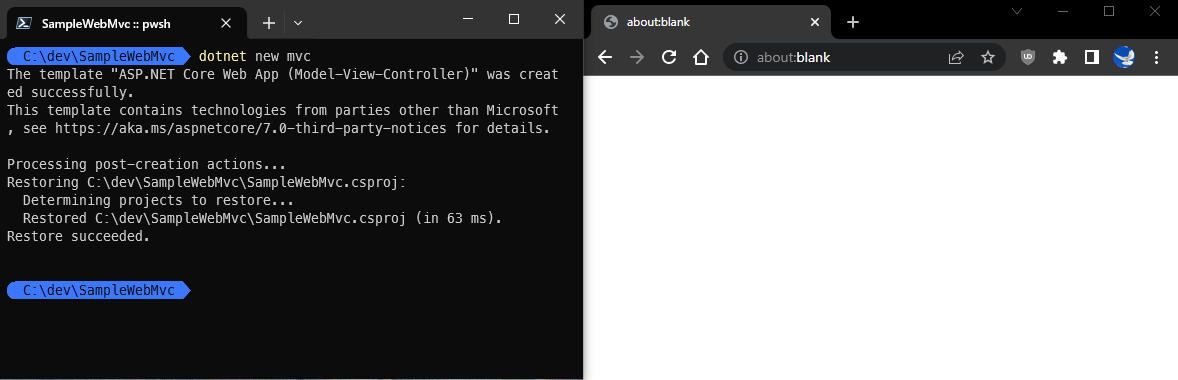 SampleWebMvc :: pwsh
C:\dev\SampleWebMvc dotnet new mvc
The template "ASP.NET Core Web App (Model-View-Controller)" was creat
ed successfully.
This template contains technologies from parties other than Microsoft
, see https://aka.ms/aspnetcore/7.0-third-party-notices for details.
Processing post-creation actions...
Restoring C:\dev\SampleWebMvc\SampleWebMvc.csproj:
Determining projects to restore...
Restored C:\dev\SampleWebMvc\SampleWebMvc.csproj (in 63 ms).
Restore succeeded.
C:\dev\SampleWebMvc
about:blank
about:blank